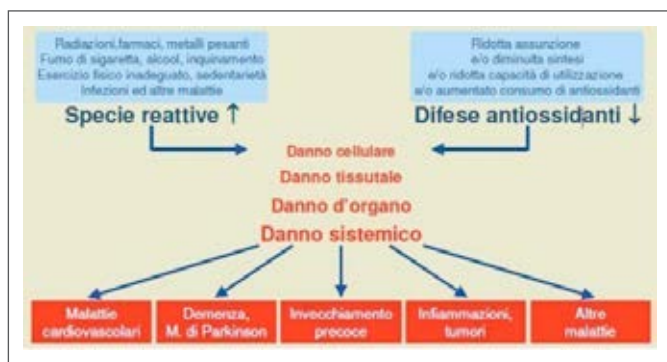 Radiazioni,farmaci, metalli pesanti
Fumo di sigaretta, alcool, inquinamento
Esercizio fisico inadeguato, sedentarietà
Infezioni ed altre malattie
Specie reattive ↑
Ridotta assunzione
e/o diminuita sintesi
e/o ridotta capacità di utilizzazione
e/o aumentato consumo di antiossidanti
Difese antiossidanti ↓
Danno cellulare
Danno tissutale
Danno d'organo
Danno sistemico
Malattie
cardiovascolari
Demenza,
M. di Parkinson
Invecchiamento
precoce
Infiammazioni,
tumori
Altre
malattie